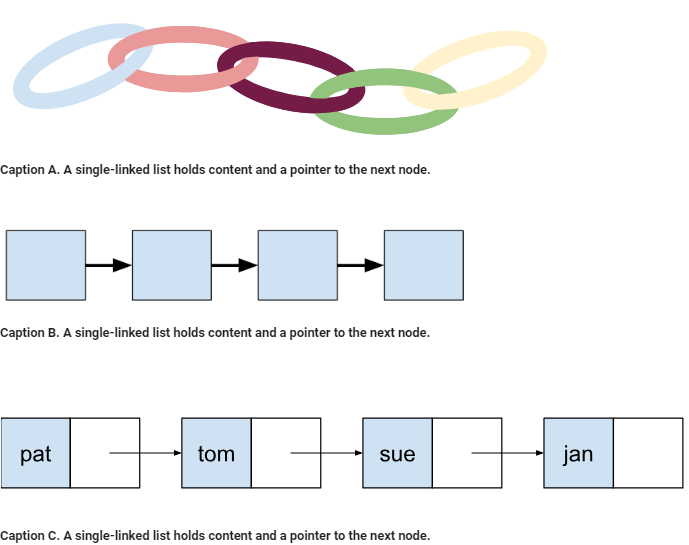 Caption A. A single-linked list holds content and a pointer to the next node.
Caption B. A single-linked list holds content and a pointer to the next node.
pat tom sue jan
Caption C. A single-linked list holds content and a pointer to the next node.